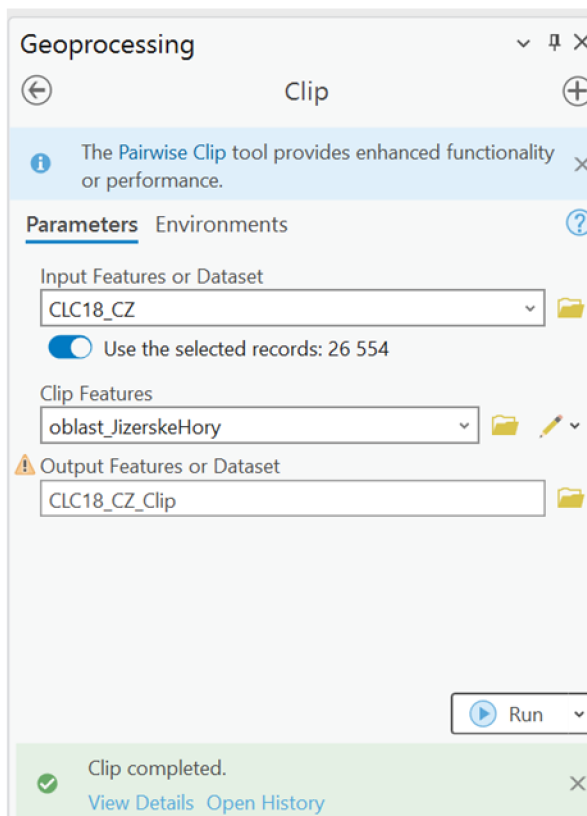 Geoprocessing
Clip
The Pairwise Clip tool provides enhanced functionality
or performance.
Parameters Environments
Input Features or Dataset
CLC18_CZ
Use the selected records: 26 554
Clip Features
oblast_JizerskeHory
Output Features or Dataset
CLC18_CZ_Clip
Run
Clip completed.
View Details Open History